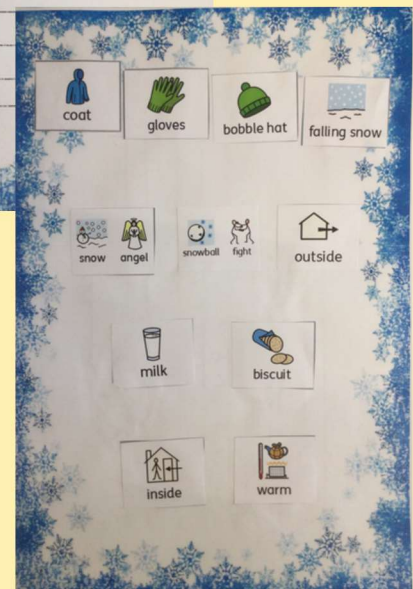 coat
gloves
bobble hat
falling snow
snow angel
snowball fight
outside
milk
biscuit
inside
warm